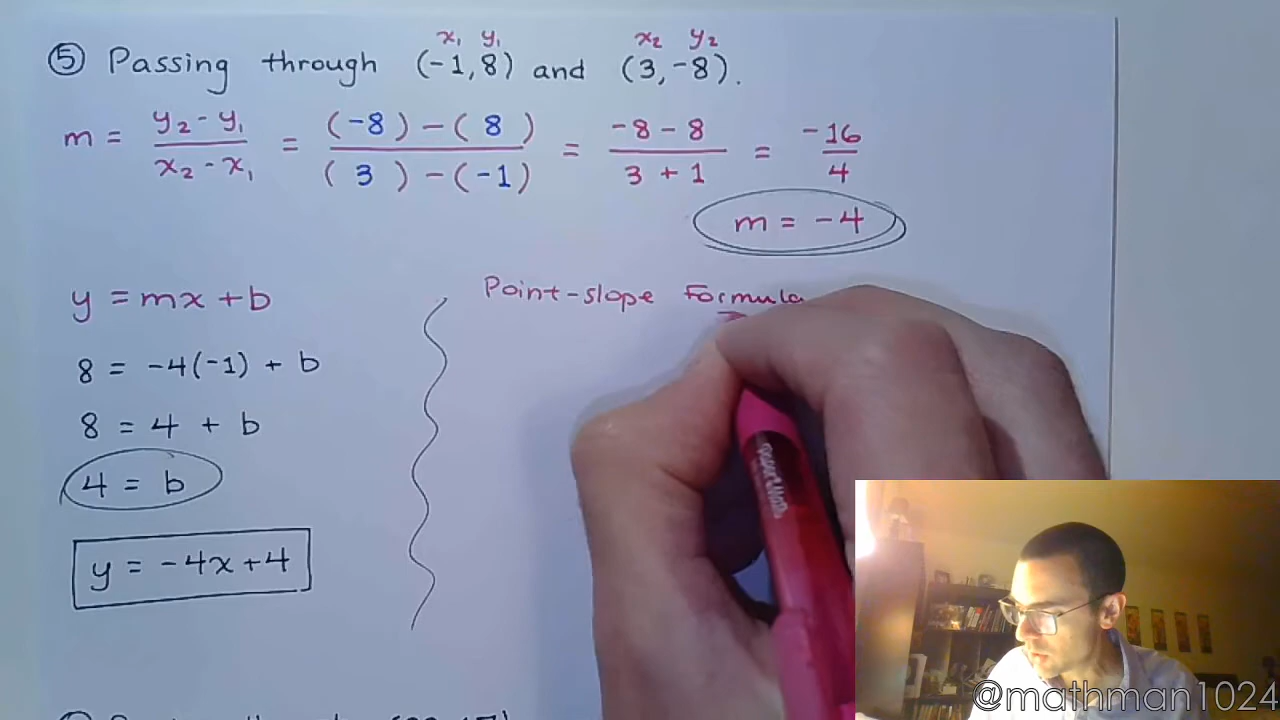 x₁ y₁ x₂ y₂
⑤ Passing through (-1, 8) and (3, -8).
m = y₂ - y₁ / x₂ - x₁ = (-8) - (8) / (3) - (-1) = -8 - 8 / 3 + 1 = -16 / 4
m = -4
y = mx + b
Point-slope Formula
8 = -4(-1) + b
8 = 4 + b
4 = b
y = -4x + 4
PaperMate
@mathman1024